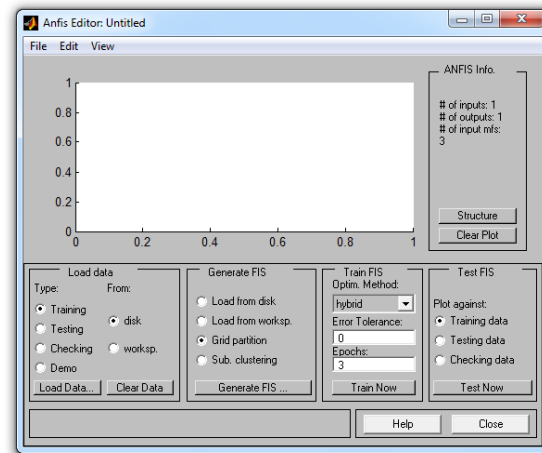 Anfis Editor: Untitled
File Edit View
1
0.8
0.6
0.4
0.2
0
0 0.2 0.4 0.6 0.8 1
ANFIS Info.
# of inputs: 1
# of outputs: 1
# of input mfs:
3
Structure
Clear Plot
Load data
Type: From:
Training
Testing
Checking
Demo
disk
worksp.
Load Data... Clear Data
Generate FIS
Load from disk
Load from worksp.
Grid partition
Sub. clustering
Generate FIS ...
Train FIS
Optim. Method:
hybrid
Error Tolerance:
0
Epochs:
3
Train Now
Test FIS
Plot against:
Training data
Testing data
Checking data
Test Now
Help Close